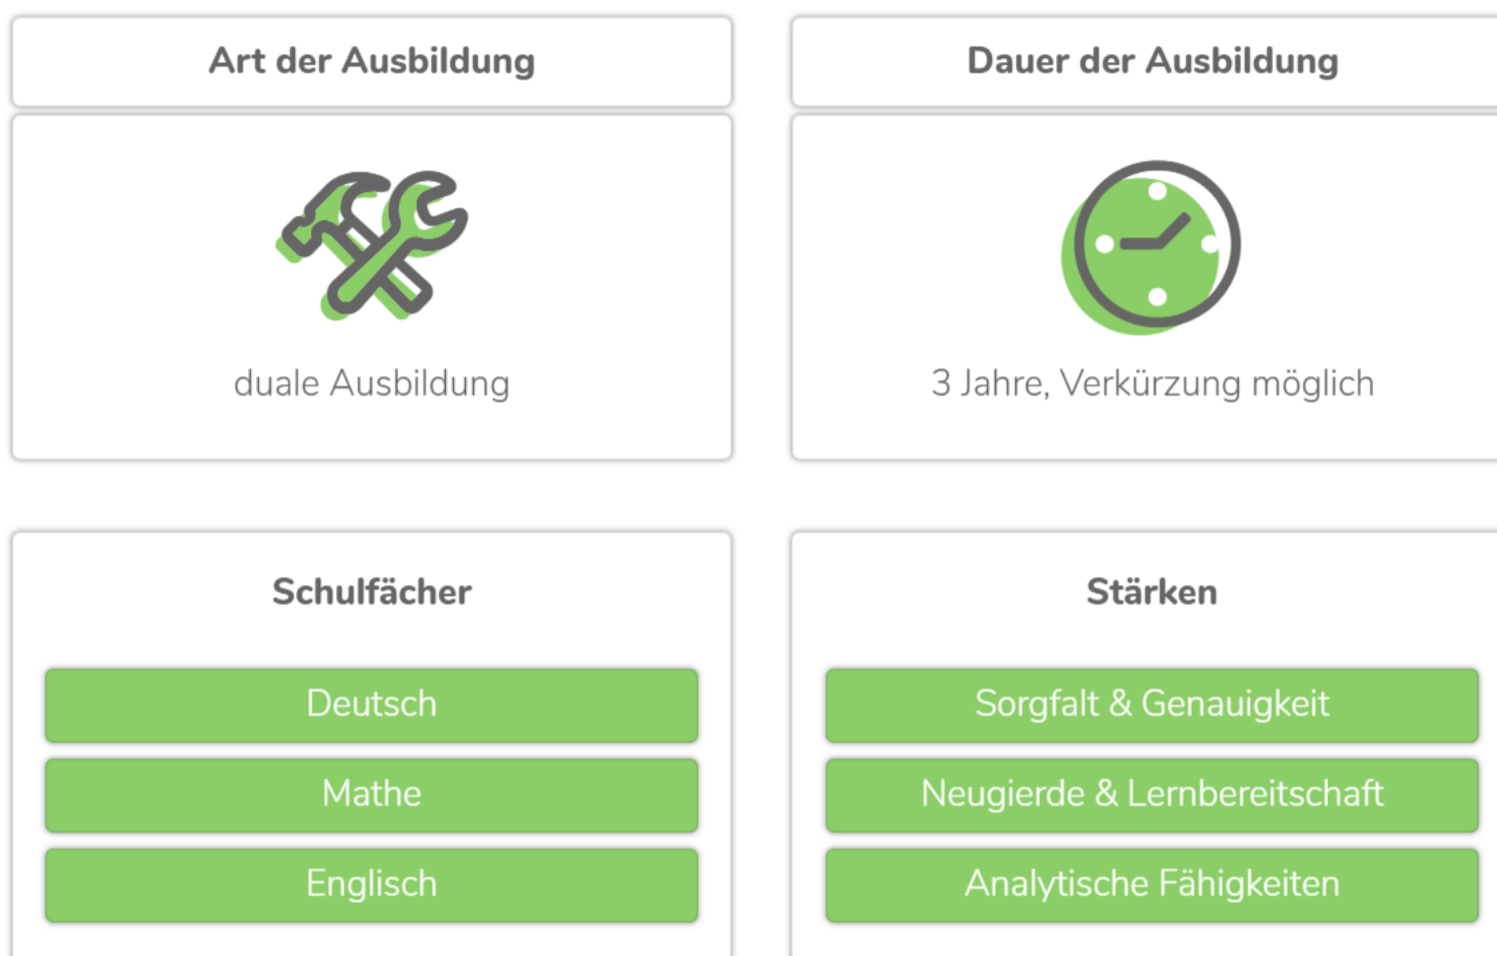 Art der Ausbildung
duale Ausbildung
Dauer der Ausbildung
3 Jahre, Verkürzung möglich
Schulfächer
Deutsch
Mathe
Englisch
Stärken
Sorgfalt & Genauigkeit
Neugierde & Lernbereitschaft
Analytische Fähigkeiten